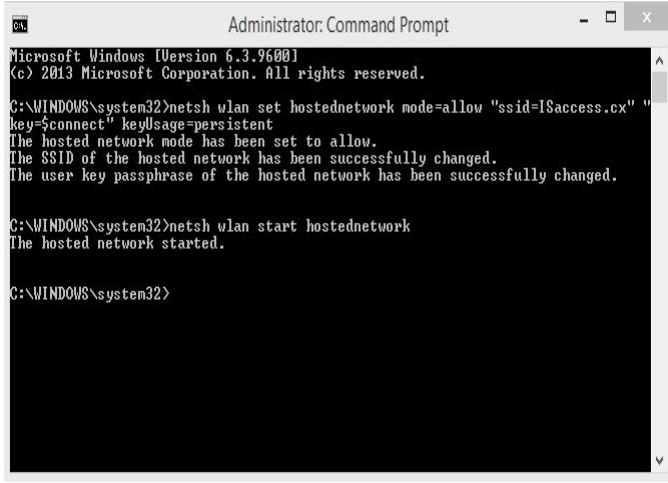 C:\.
Administrator: Command Prompt
Microsoft Windows [Version 6.3.9600]
(c) 2013 Microsoft Corporation. All rights reserved.
C:\WINDOWS\system32>netsh wlan set hostednetwork mode=allow "ssid=ISaccess.cx" "
key=$connect" keyUsage=persistent
The hosted network mode has been set to allow.
The SSID of the hosted network has been successfully changed.
The user key passphrase of the hosted network has been successfully changed.
C:\WINDOWS\system32>netsh wlan start hostednetwork
The hosted network started.
C:\WINDOWS\system32>